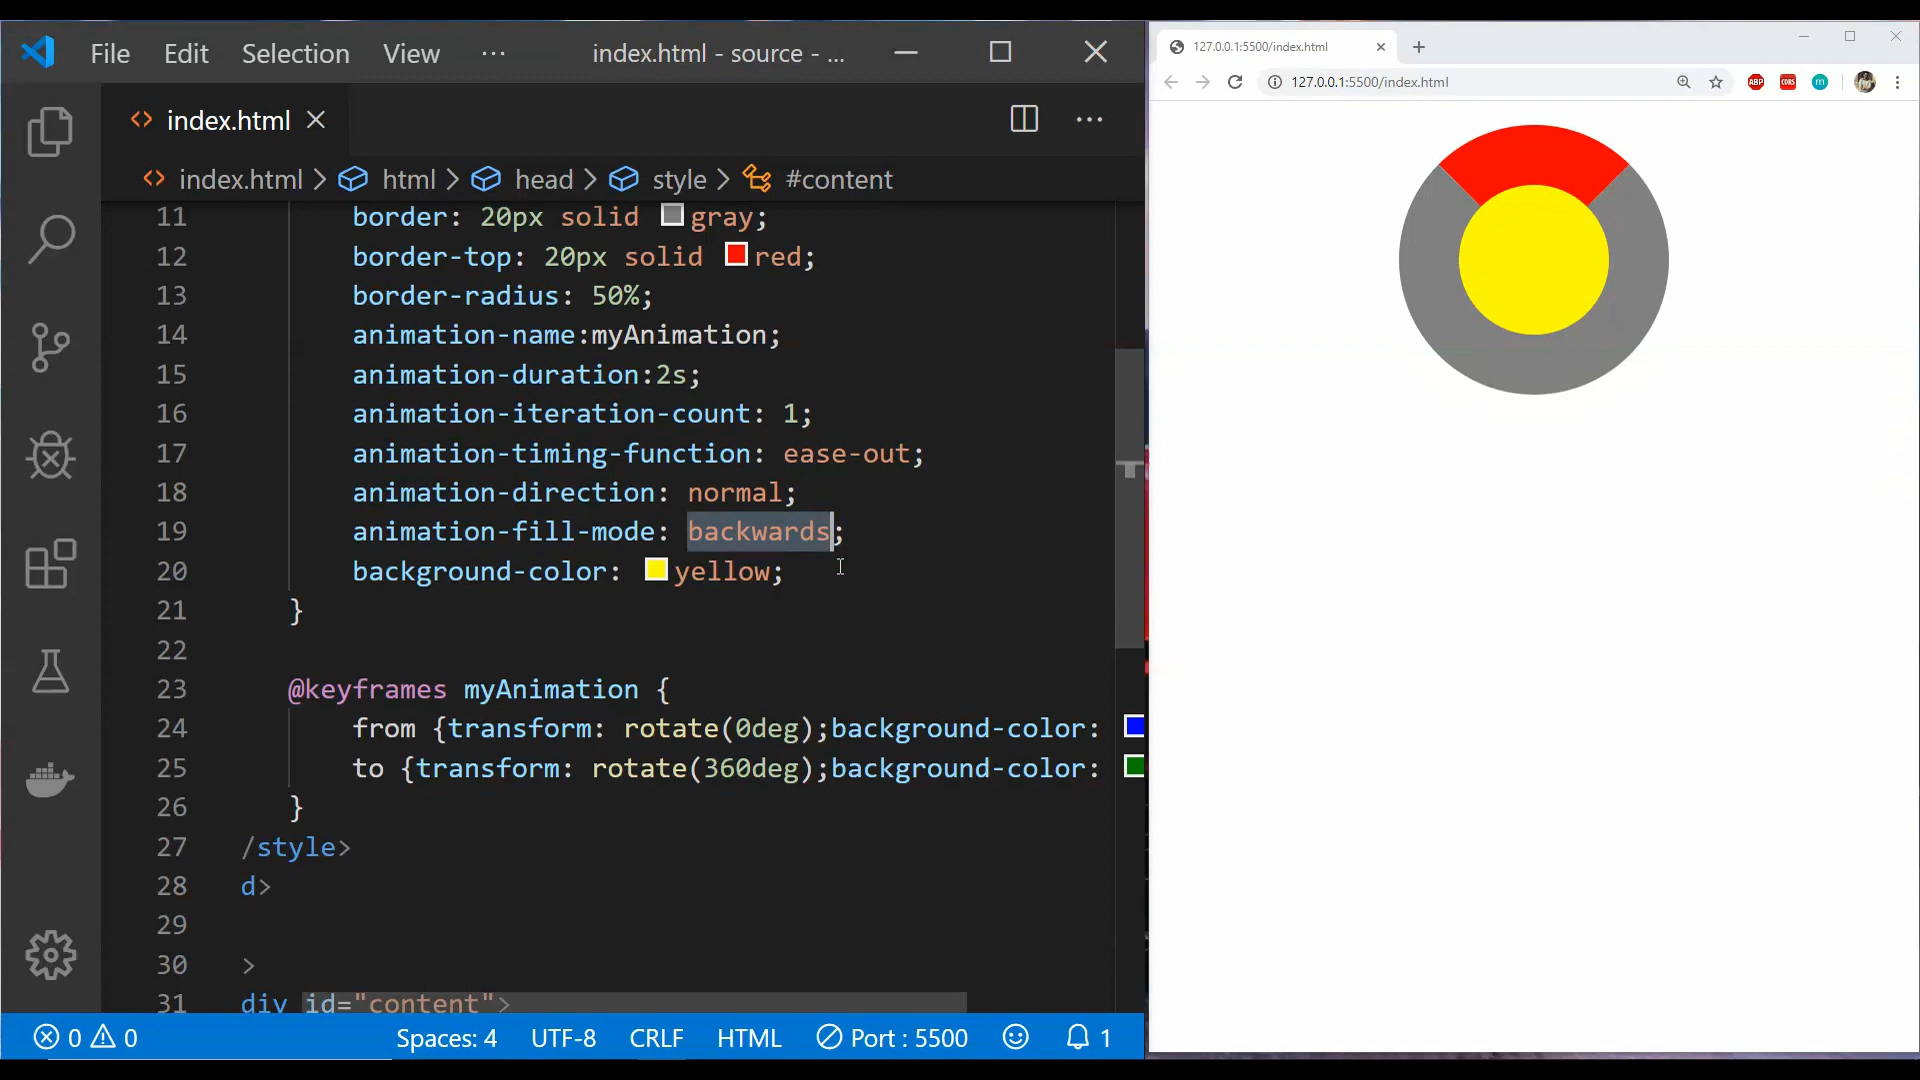 File Edit Selection View ··· index.html - source - ...
index.html
index.html > html > head > style > #content
11 border: 20px solid gray;
12 border-top: 20px solid red;
13 border-radius: 50%;
14 animation-name:myAnimation;
15 animation-duration:2s;
16 animation-iteration-count: 1;
17 animation-timing-function: ease-out;
18 animation-direction: normal;
19 animation-fill-mode: backwards;
20 background-color: yellow;
21 }
22
23 @keyframes myAnimation {
24 from {transform: rotate(0deg);background-color:
25 to {transform: rotate(360deg);background-color:
26 }
27 /style>
28 d>
29
30 >
31 div id="content">
0 0 Spaces: 4 UTF-8 CRLF HTML Port : 5500 1
127.0.0.1:5500/index.html
127.0.0.1:5500/index.html ABP CORS m